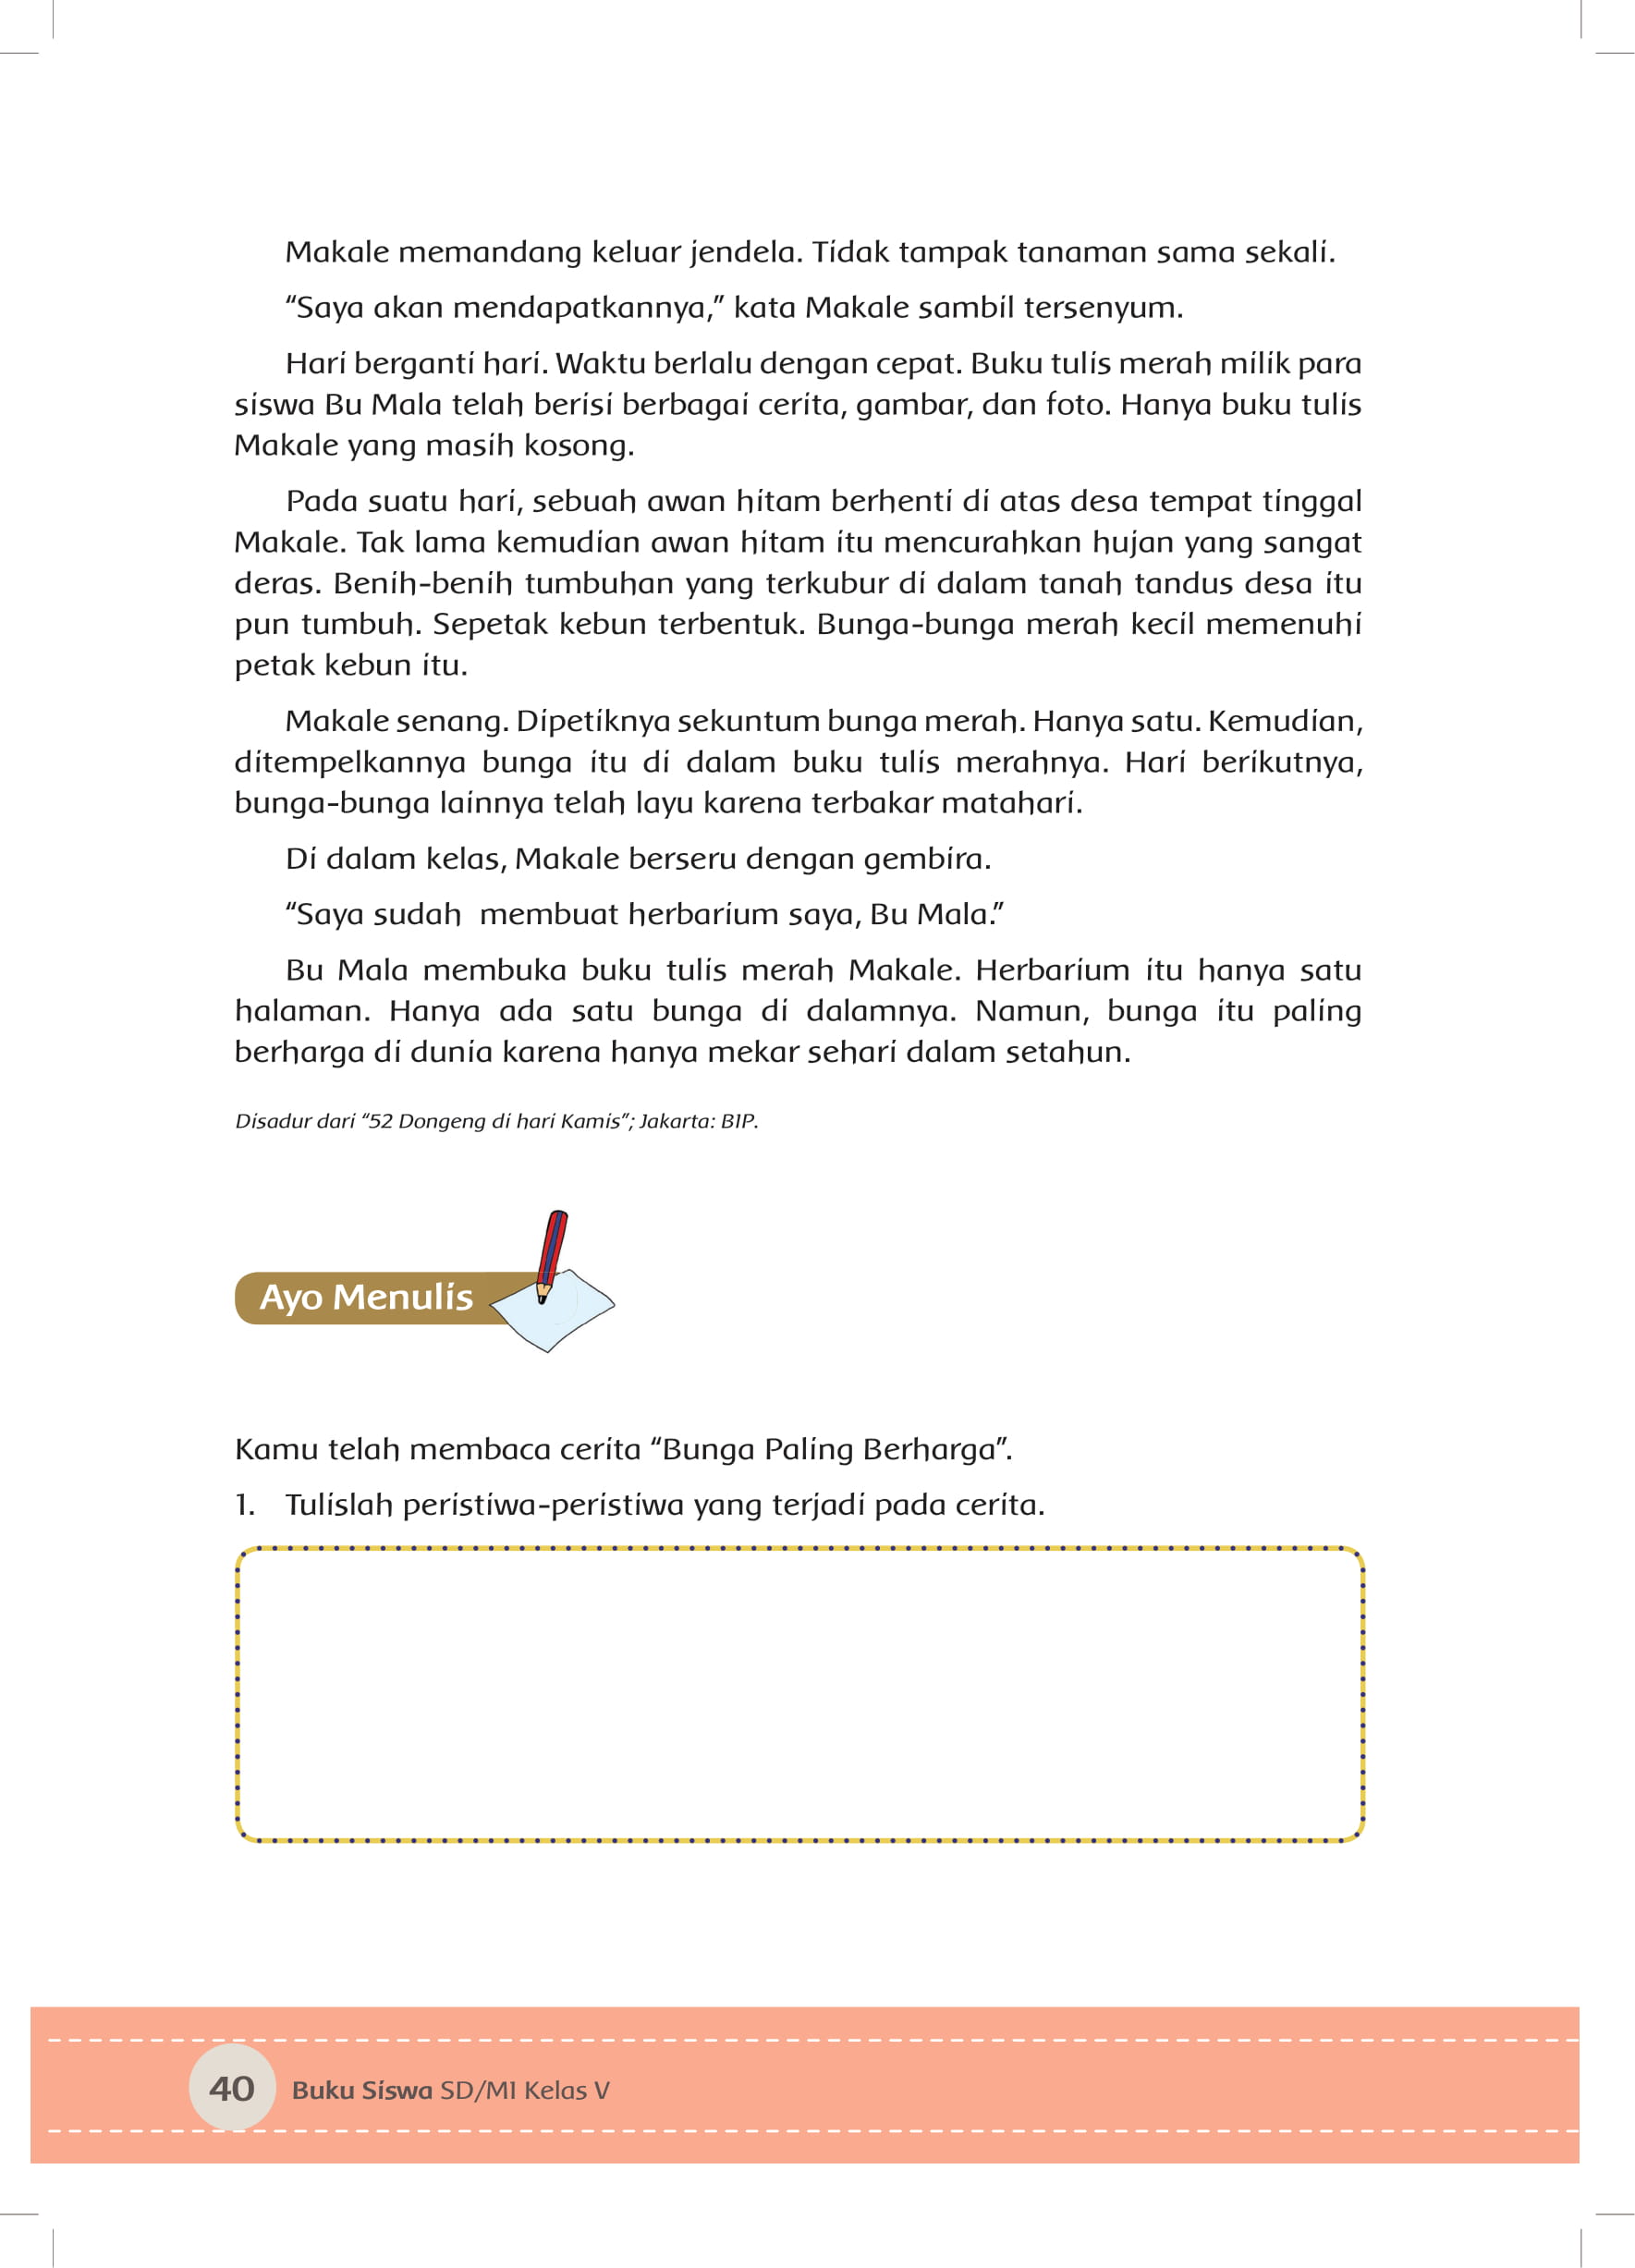 Makale memandang keluar jendela. Tidak tampak tanaman sama sekali.
“Saya akan mendapatkannya,” kata Makale sambil tersenyum.
Hari berganti hari. Waktu berlalu dengan cepat. Buku tulis merah milik para
siswa Bu Mala telah berisi berbagai cerita, gambar, dan foto. Hanya buku tulis
Makale yang masih kosong.
Pada suatu hari, sebuah awan hitam berhenti di atas desa tempat tinggal
Makale. Tak lama kemudian awan hitam itu mencurahkan hujan yang sangat
deras. Benih-benih tumbuhan yang terkubur di dalam tanah tandus desa itu
pun tumbuh. Sepetak kebun terbentuk. Bunga-bunga merah kecil memenuhi
petak kebun itu.
Makale senang. Dipetiknya sekuntum bunga merah. Hanya satu. Kemudian,
ditempelkannya bunga itu di dalam buku tulis merahnya. Hari berikutnya,
bunga-bunga lainnya telah layu karena terbakar matahari.
Di dalam kelas, Makale berseru dengan gembira.
“Saya sudah  membuat herbarium saya, Bu Mala.”
Bu Mala membuka buku tulis merah Makale. Herbarium itu hanya satu
halaman. Hanya ada satu bunga di dalamnya. Namun, bunga itu paling
berharga di dunia karena hanya mekar sehari dalam setahun.
Disadur dari “52 Dongeng di hari Kamis”; Jakarta: BIP.
Ayo Menulis
Kamu telah membaca cerita “Bunga Paling Berharga”.
1. Tulislah peristiwa-peristiwa yang terjadi pada cerita.
40 Buku Siswa SD/MI Kelas V